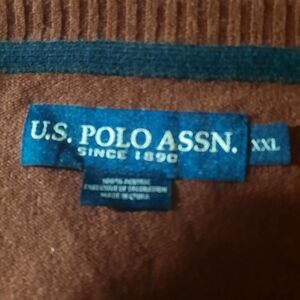 U.S. POLO ASSN.
SINCE 1890
XXL
100% ACRYLIC
EXCLUSIVE OF DECORATION
MADE IN CHINA